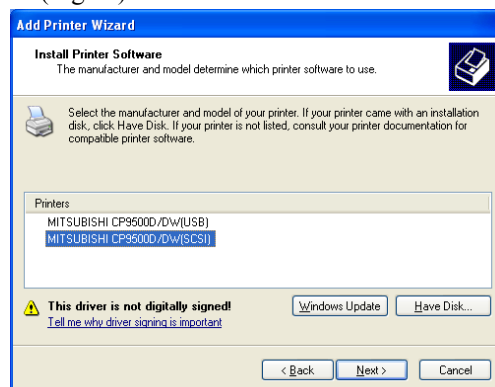 Add Printer Wizard
Install Printer Software
The manufacturer and model determine which printer software to use.
Select the manufacturer and model of your printer. If your printer came with an installation
disk, click Have Disk. If your printer is not listed, consult your printer documentation for
compatible printer software.
Printers
MITSUBISHI CP9500D/DW(USB)
MITSUBISHI CP9500D/DW(SCSI)
This driver is not digitally signed!
Tell me why driver signing is important
Windows Update
Have Disk...
< Back
Next >
Cancel